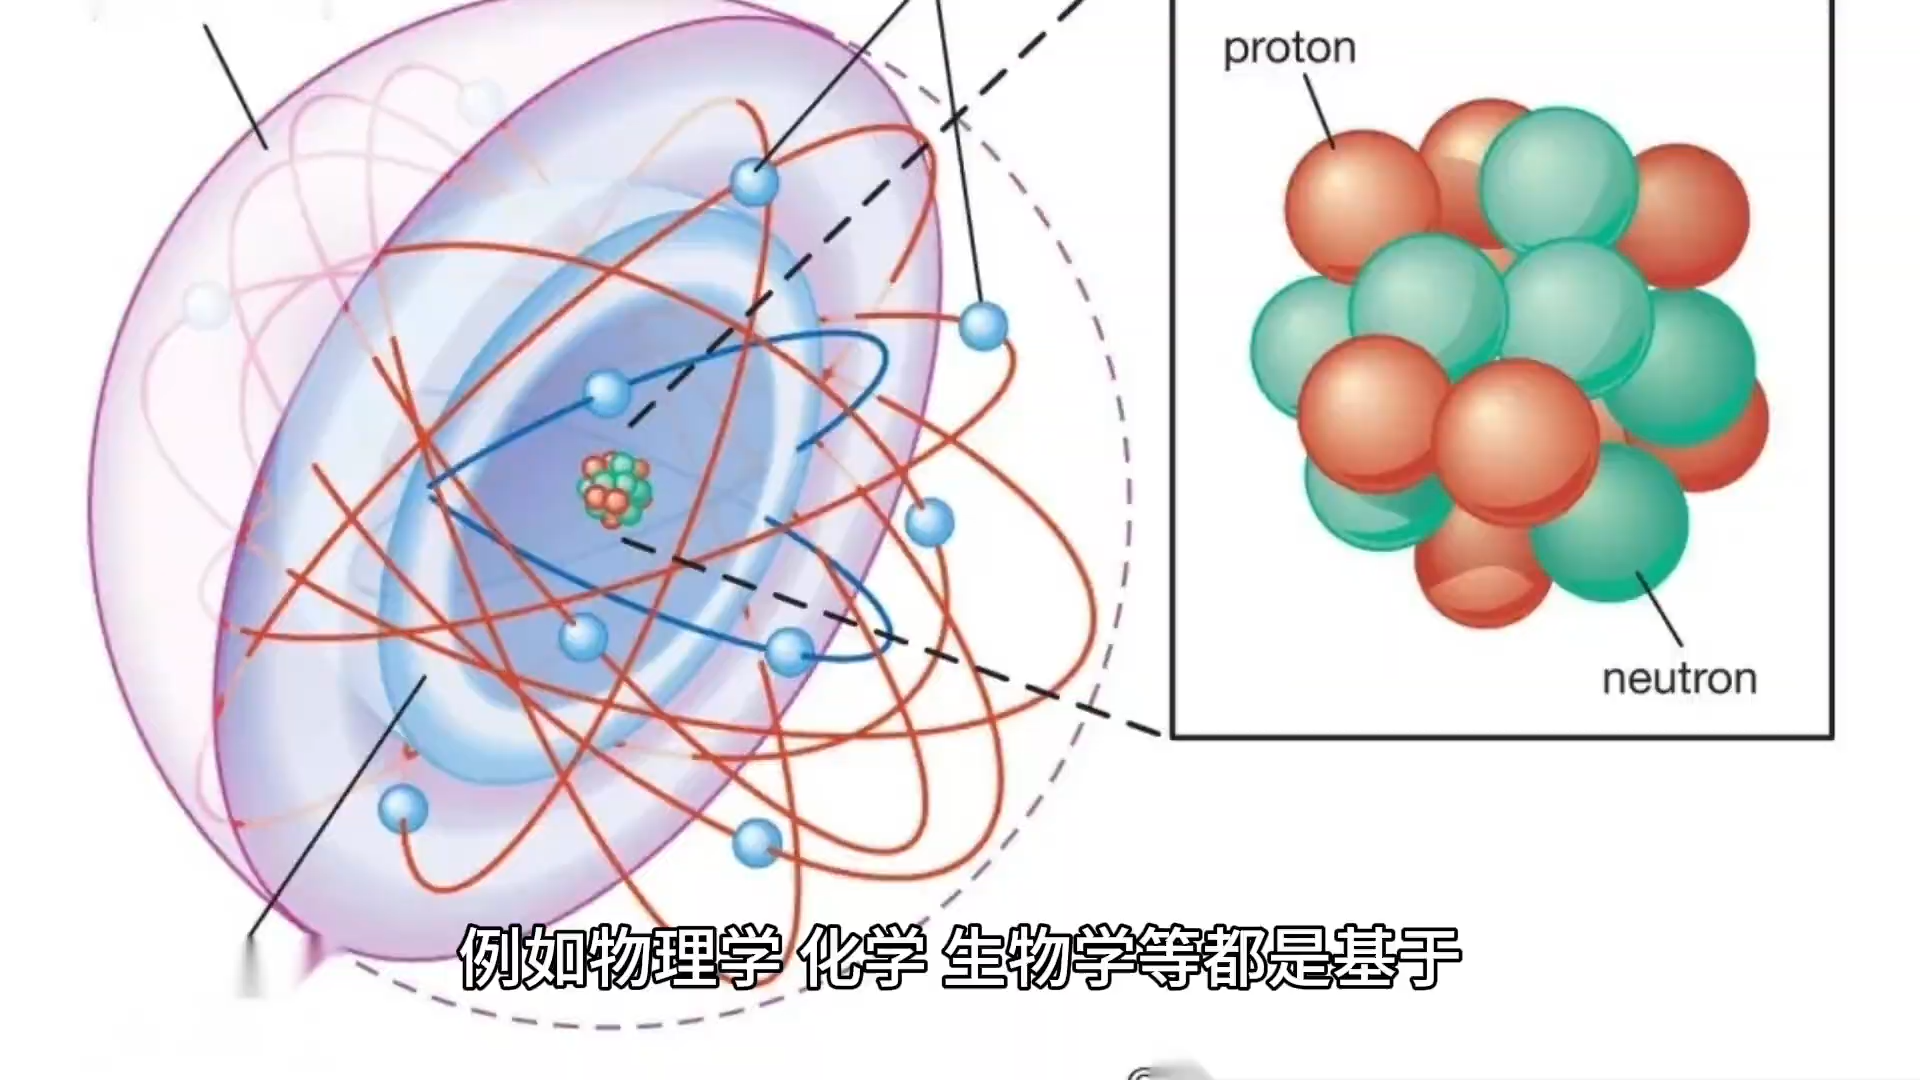 proton
neutron
例如物理学 化学 生物学等都是基于